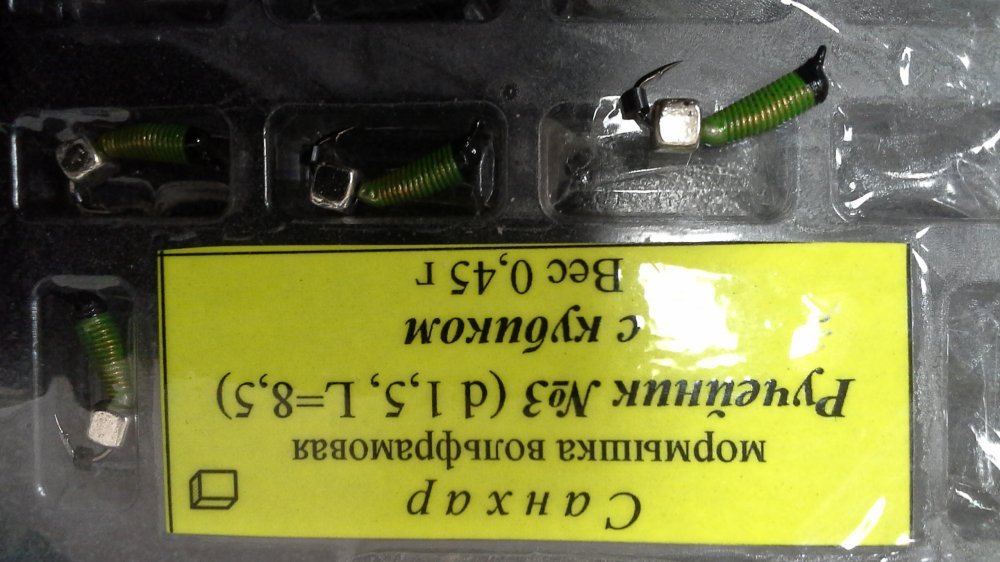 Санхар
мормышка вольфрамовая
Ручейник №3 (d 1,5, L=8,5)
с кубиком
Вес 0,45 г